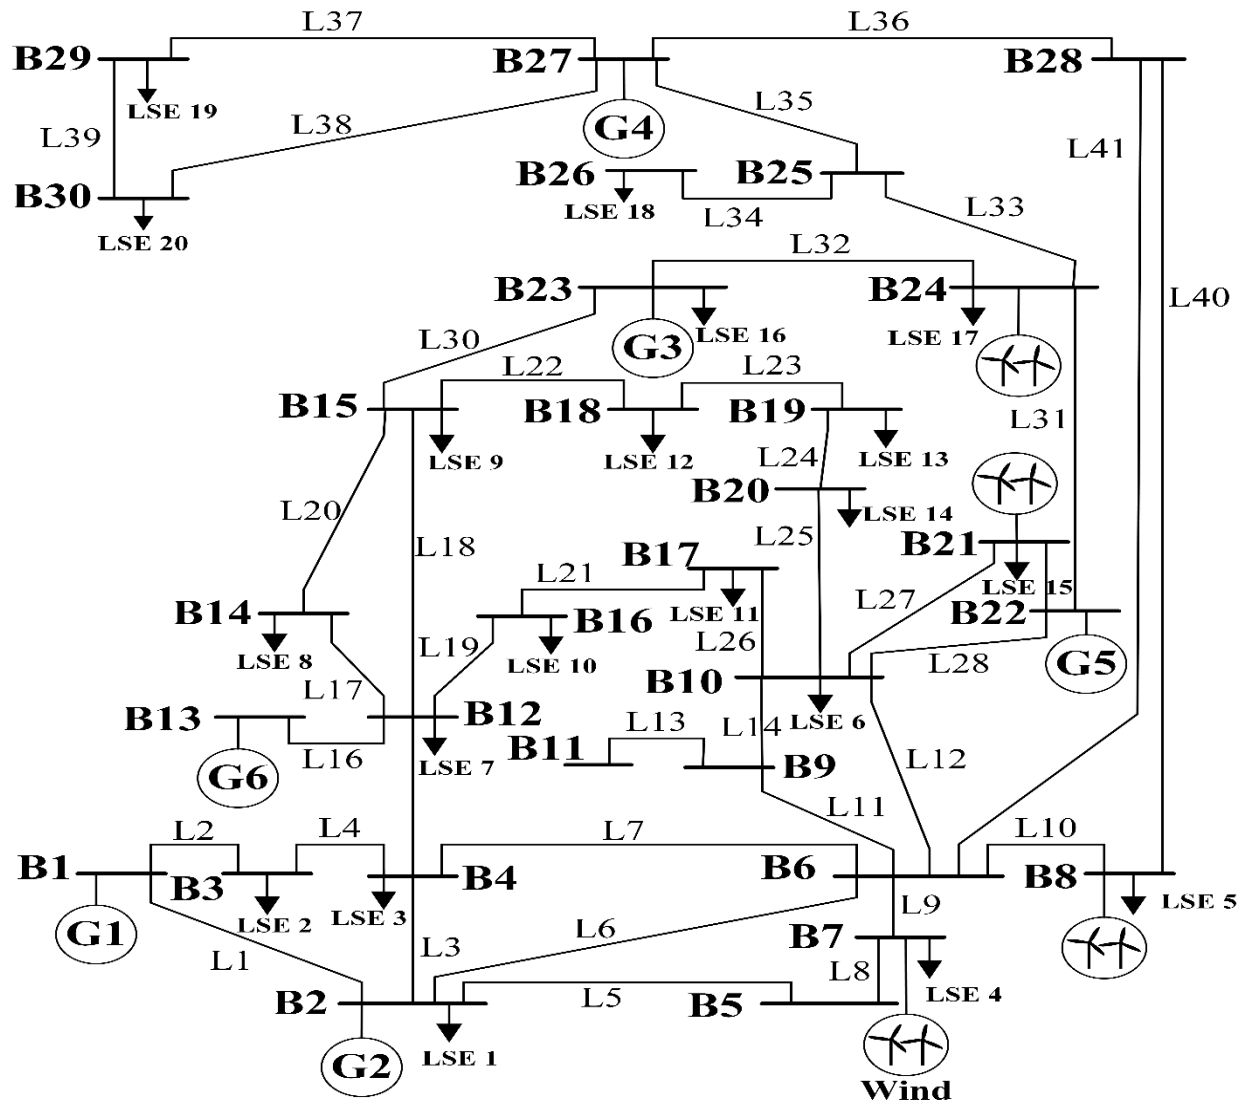 L37
L36
B29
B27
B28
LSE 19
G4
L35
L38
L39
L41
B26
B25
B30
LSE 18
L34
L33
LSE 20
L32
B23
B24
L40
L30
LSE 16
LSE 17
G3
L22
L23
B15
B18
B19
L31
LSE 9
LSE 12
L24
LSE 13
B20
L20
LSE 14
L18
L25
B17
B21
L21
LSE 15
B14
B16
LSE 11
L27
B22
L19
L26
LSE 8
LSE 10
L28
G5
L17
B10
B13
B12
L13
L14
LSE 6
B11
L16
LSE 7
B9
L12
G6
L11
L2
L4
L7
L10
B1
B3
B4
B6
B8
LSE 2
LSE 3
L9
LSE 5
G1
L6
B7
L1
L3
L8
LSE 4
B2
L5
B5
G2
LSE 1
Wind